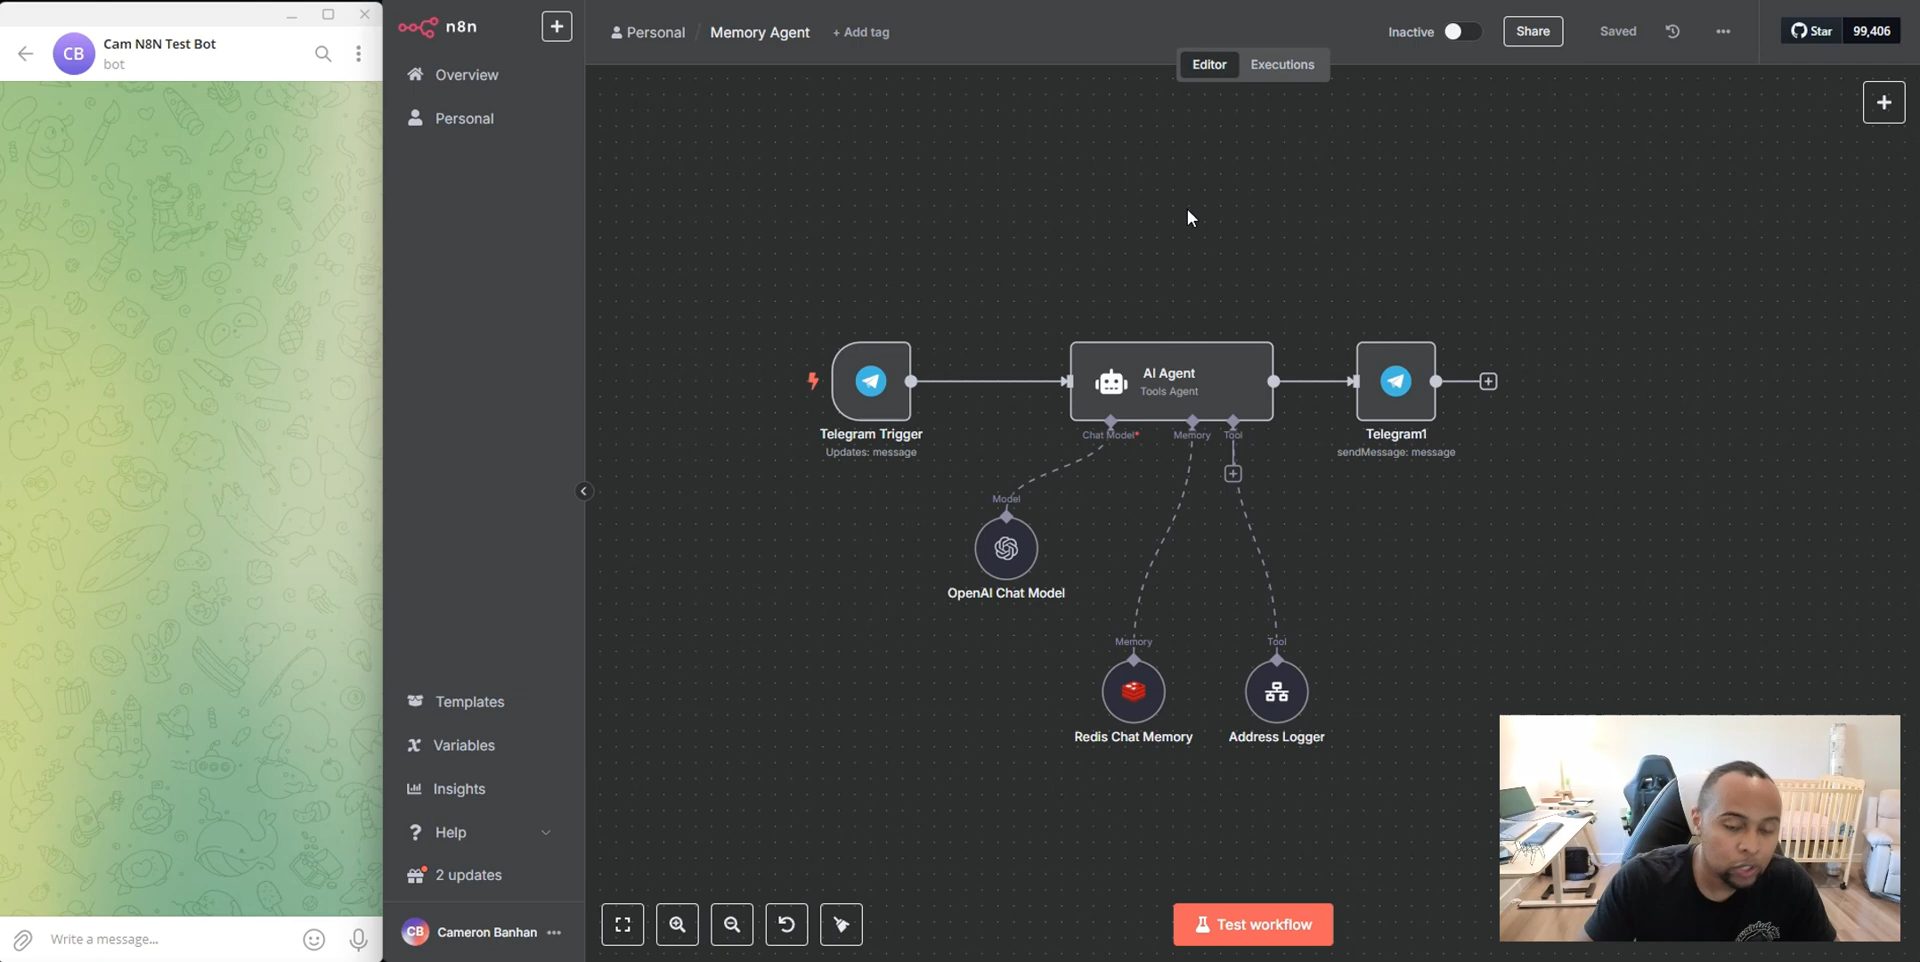 CB
Cam N8N Test Bot
bot
Write a message...
n8n
Overview
Personal
Templates
Variables
Insights
Help
2 updates
CB
Cameron Banhan
Personal / Memory Agent + Add tag
Inactive
Share
Saved
Star 99,406
Editor Executions
Telegram Trigger
Updates: message
AI Agent
Tools Agent
Chat Model*
Memory
Tool
Telegram1
sendMessage: message
Model
OpenAI Chat Model
Memory
Redis Chat Memory
Tool
Address Logger
Test workflow